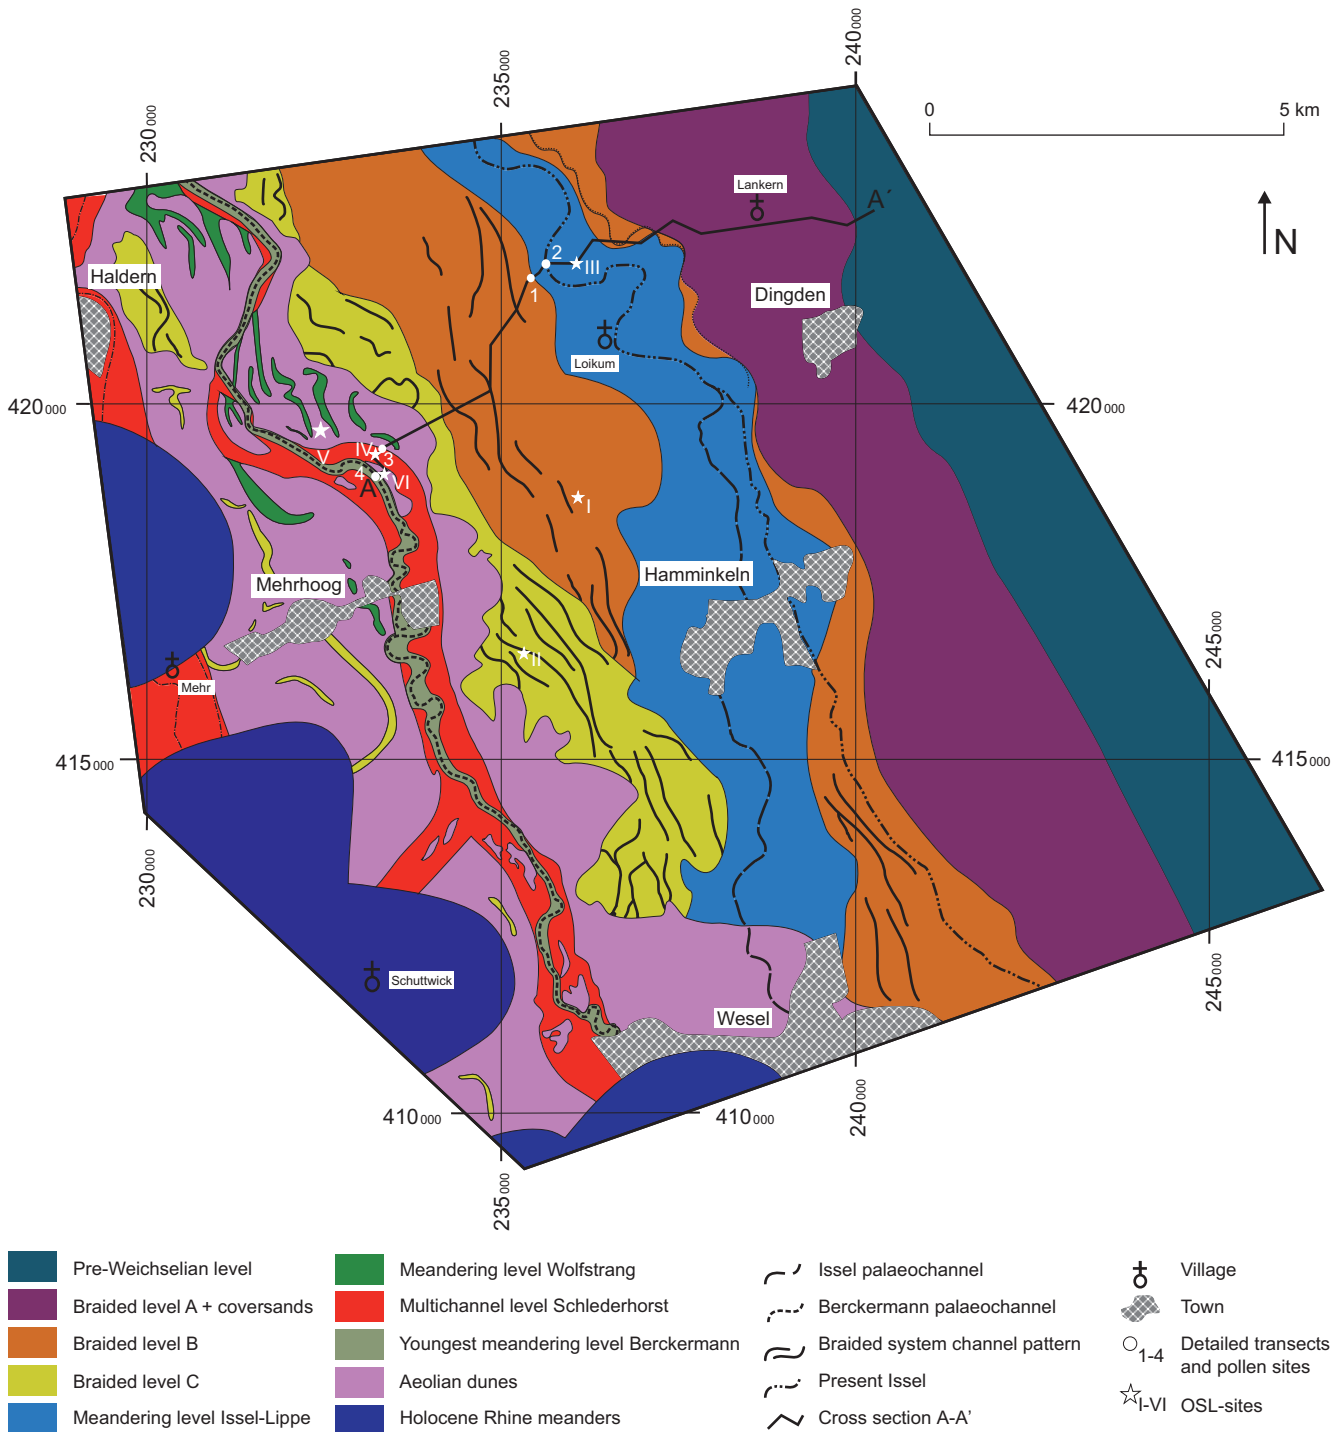 240000
235000
230000
0 5 km
Lankern
A´
N
2
III
1
Haldern
Dingden
Loikum
420000
420000
V
IV
3
4
VI
A
I
Hamminkeln
Mehrhoog
II
Mehr
245000
415000
415000
230000
Schuttwick
Wesel
245000
410000
410000
240000
235000
Pre-Weichselian level
Braided level A + coversands
Braided level B
Braided level C
Meandering level Issel-Lippe
Meandering level Wolfstrang
Multichannel level Schlederhorst
Youngest meandering level Berckermann
Aeolian dunes
Holocene Rhine meanders
Issel palaeochannel
Berckermann palaeochannel
Braided system channel pattern
Present Issel
Cross section A-A'
Village
Town
1-4 Detailed transects
and pollen sites
I-VI OSL-sites